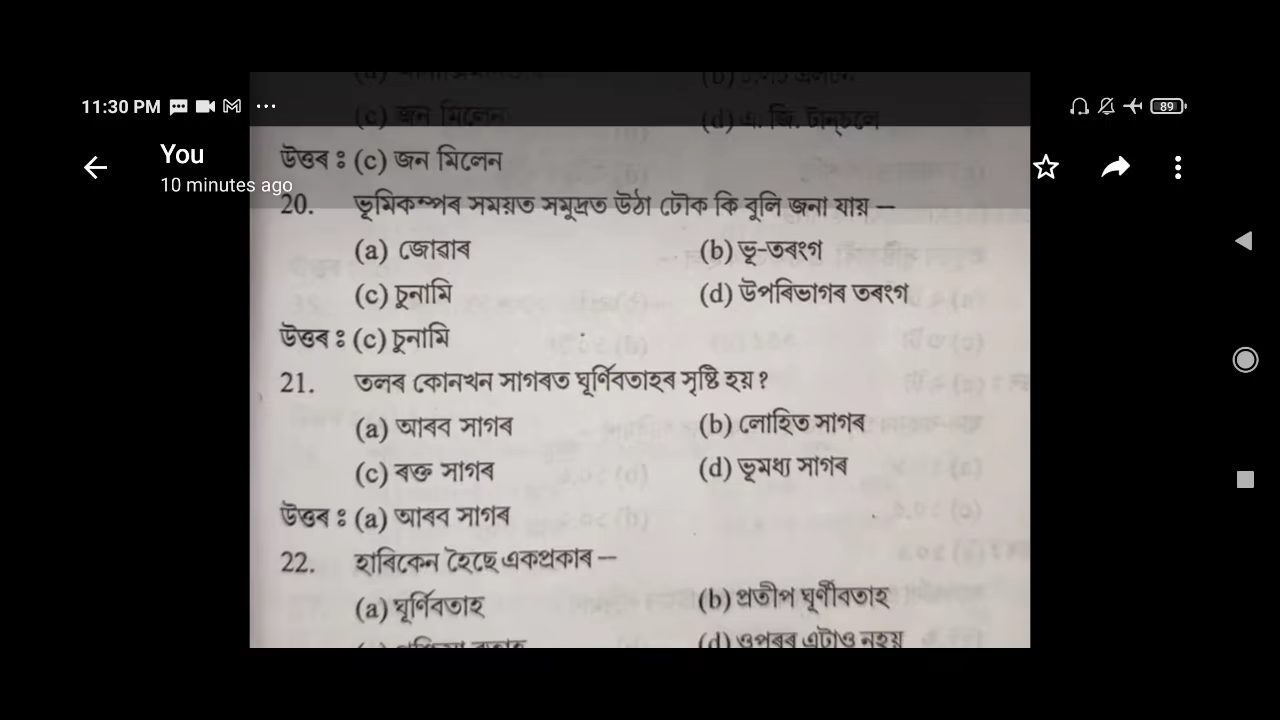 11:30 PM ··· 89
You
10 minutes ago
(c) জন মিলেন (d) এ. জি. টান্‌চলে
উত্তৰ : (c) জন মিলেন
20. ভূমিকম্পৰ সময়ত সমুদ্ৰত উঠা ঢৌক কি বুলি জনা যায় –
(a) জোৱাৰ (b) ভূ-তৰংগ
(c) চুনামি (d) উপৰিভাগৰ তৰংগ
উত্তৰ : (c) চুনামি
21. তলৰ কোনখন সাগৰত ঘূৰ্ণিবতাহৰ সৃষ্টি হয়?
(a) আৰব সাগৰ (b) লোহিত সাগৰ
(c) ৰক্ত সাগৰ (d) ভূমধ্য সাগৰ
উত্তৰ : (a) আৰব সাগৰ
22. হাৰিকেন হৈছে একপ্ৰকাৰ –
(a) ঘূৰ্ণিবতাহ (b) প্ৰতীপ ঘূৰ্ণীবতাহ
(d) ওপৰৰ এটাও নহয়